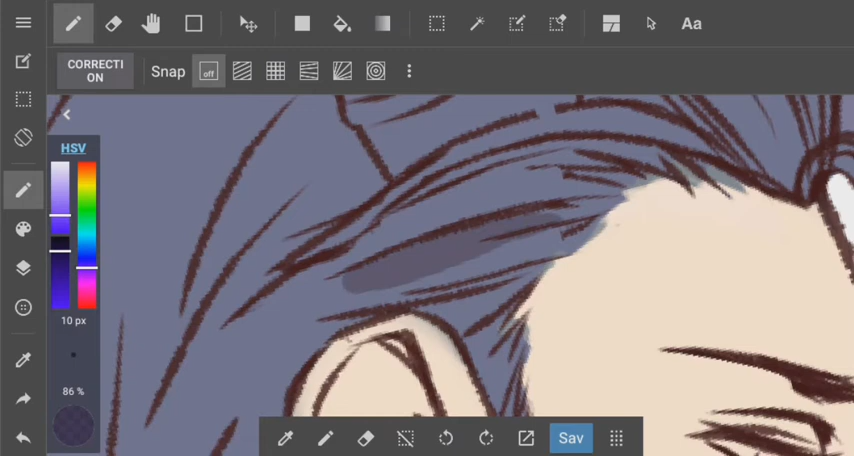 Aa
CORRECTI
ON
Snap
off
HSV
10 px
86 %
Sav